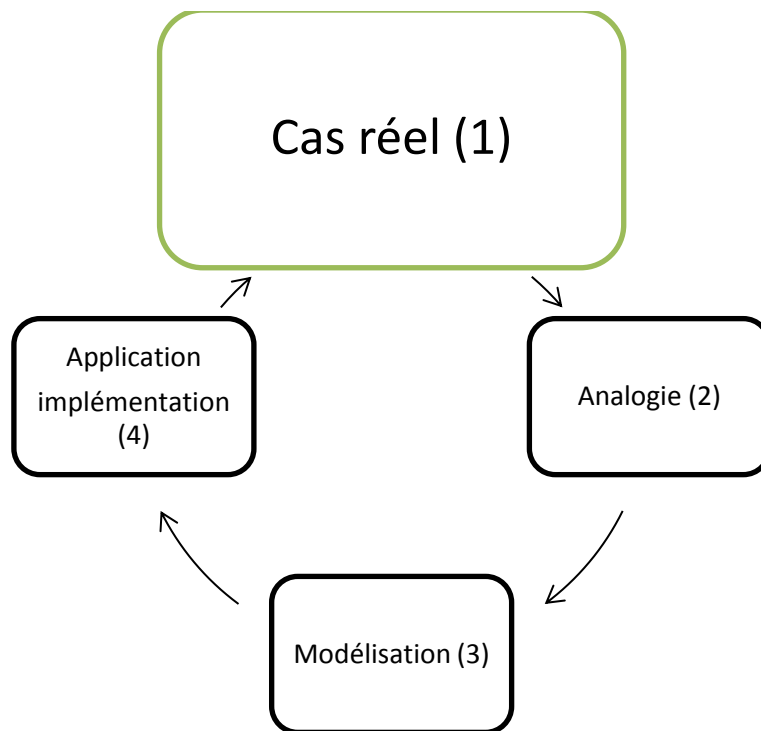 Cas réel (1)
Analogie (2)
Modélisation (3)
Application
implémentation
(4)